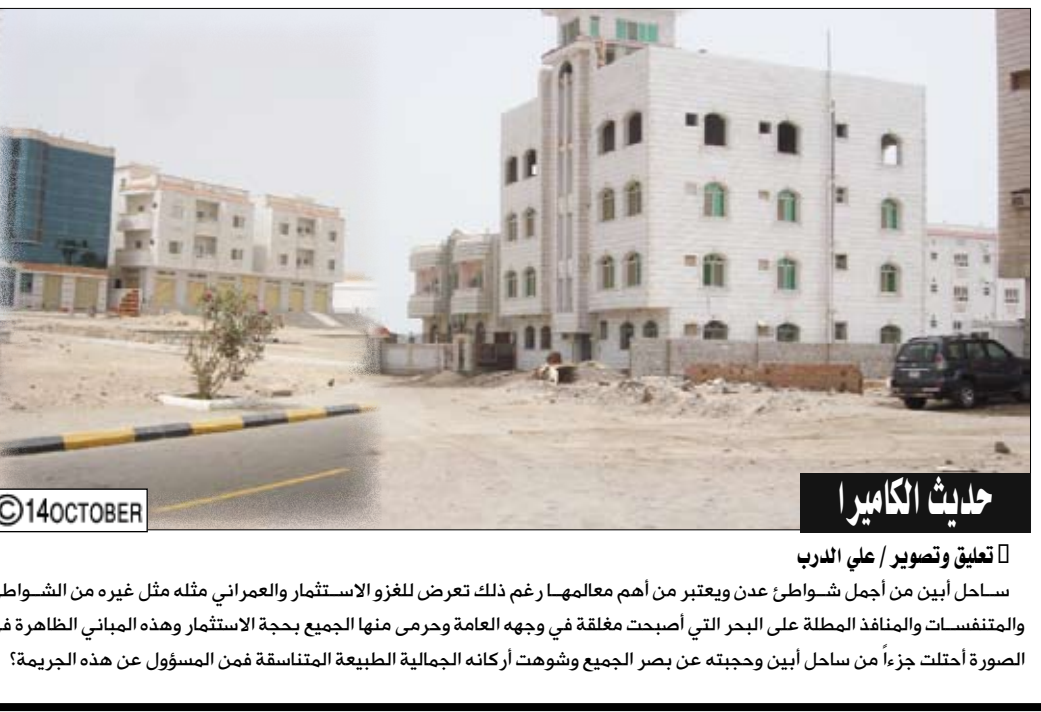 ©14OCTOBER
حديث الكاميرا
تعليق وتصوير / علي الدرب
ساحل أبين من أجمل شواطئ عدن ويعتبر من أهم معالمها رغم ذلك تعرض للغزو الاستثمار والعمراني مثله مثل غيره من الشواطئ
والمتنفسات والمنافذ المطلة على البحر التي أصبحت مغلقة في وجهه العامة وحرمى منها الجميع بحجة الاستثمار وهذه المباني الظاهرة في
الصورة أحتلت جزءاً من ساحل أبين وحجبته عن بصر الجميع وشوهت أركانه الجمالية الطبيعة المتناسقة فمن المسؤول عن هذه الجريمة؟